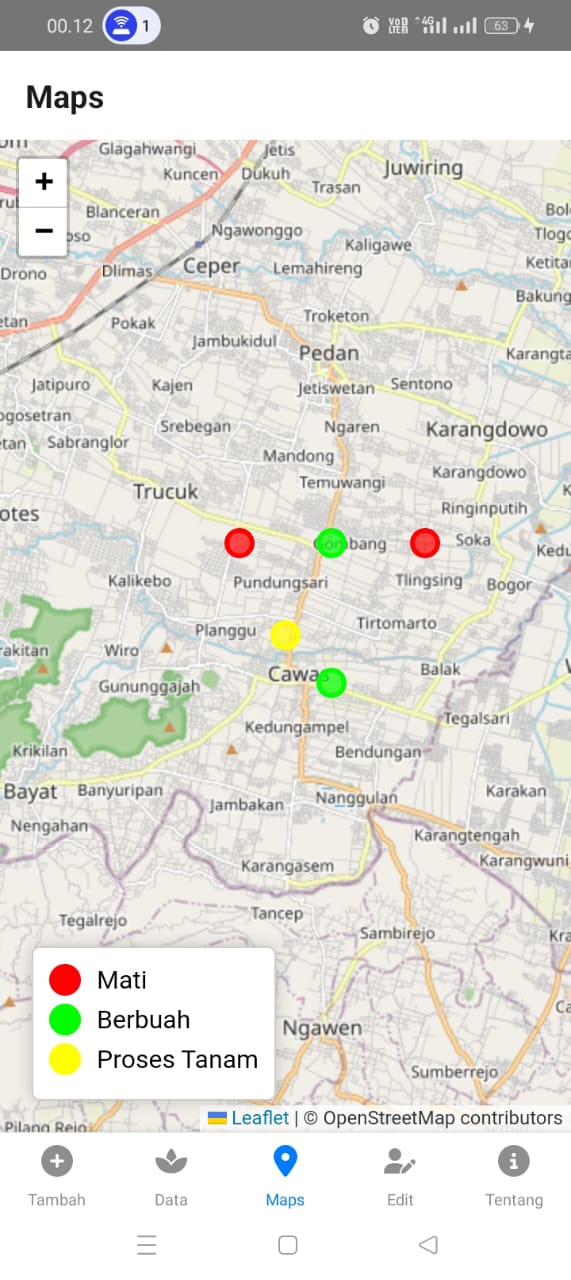 00.12 1 VoD LTE 4G 63
Maps
Glagahwangi Jetis
Kuncen Dukuh Juwiring
Trasan
+
Blanceran
Ngawonggo
−
Kaligawe
Drono Dlimas Ceper Lemahireng
Bakung
Troketon
Pokak
Jambukidul
Pedan
Jatipuro Kajen Jetiswetan Sentono
Srebegan Ngaren Karangdowo
Sabranglor
Mandong
Karangdowo
Temuwangi
Trucuk
Ringinputih
Gombang Soka
Kalikebo Pundungsari Tlingsing Bogor
Planggu Tirtomarto
Wiro
Cawas Balak
Gununggajah
Tegalsari
Kedungampel
Krikilan Bendungan
Bayat Banyuripan Nanggulan Karakan
Jambakan
Nengahan
Karangtengah
Karangasem Karangwuni
Tegalrejo Tancep
Sambirejo
Mati
Berbuah
Ngawen
Proses Tanam
Sumberrejo
Leaflet | © OpenStreetMap contributors
Tambah Data Maps Edit Tentang